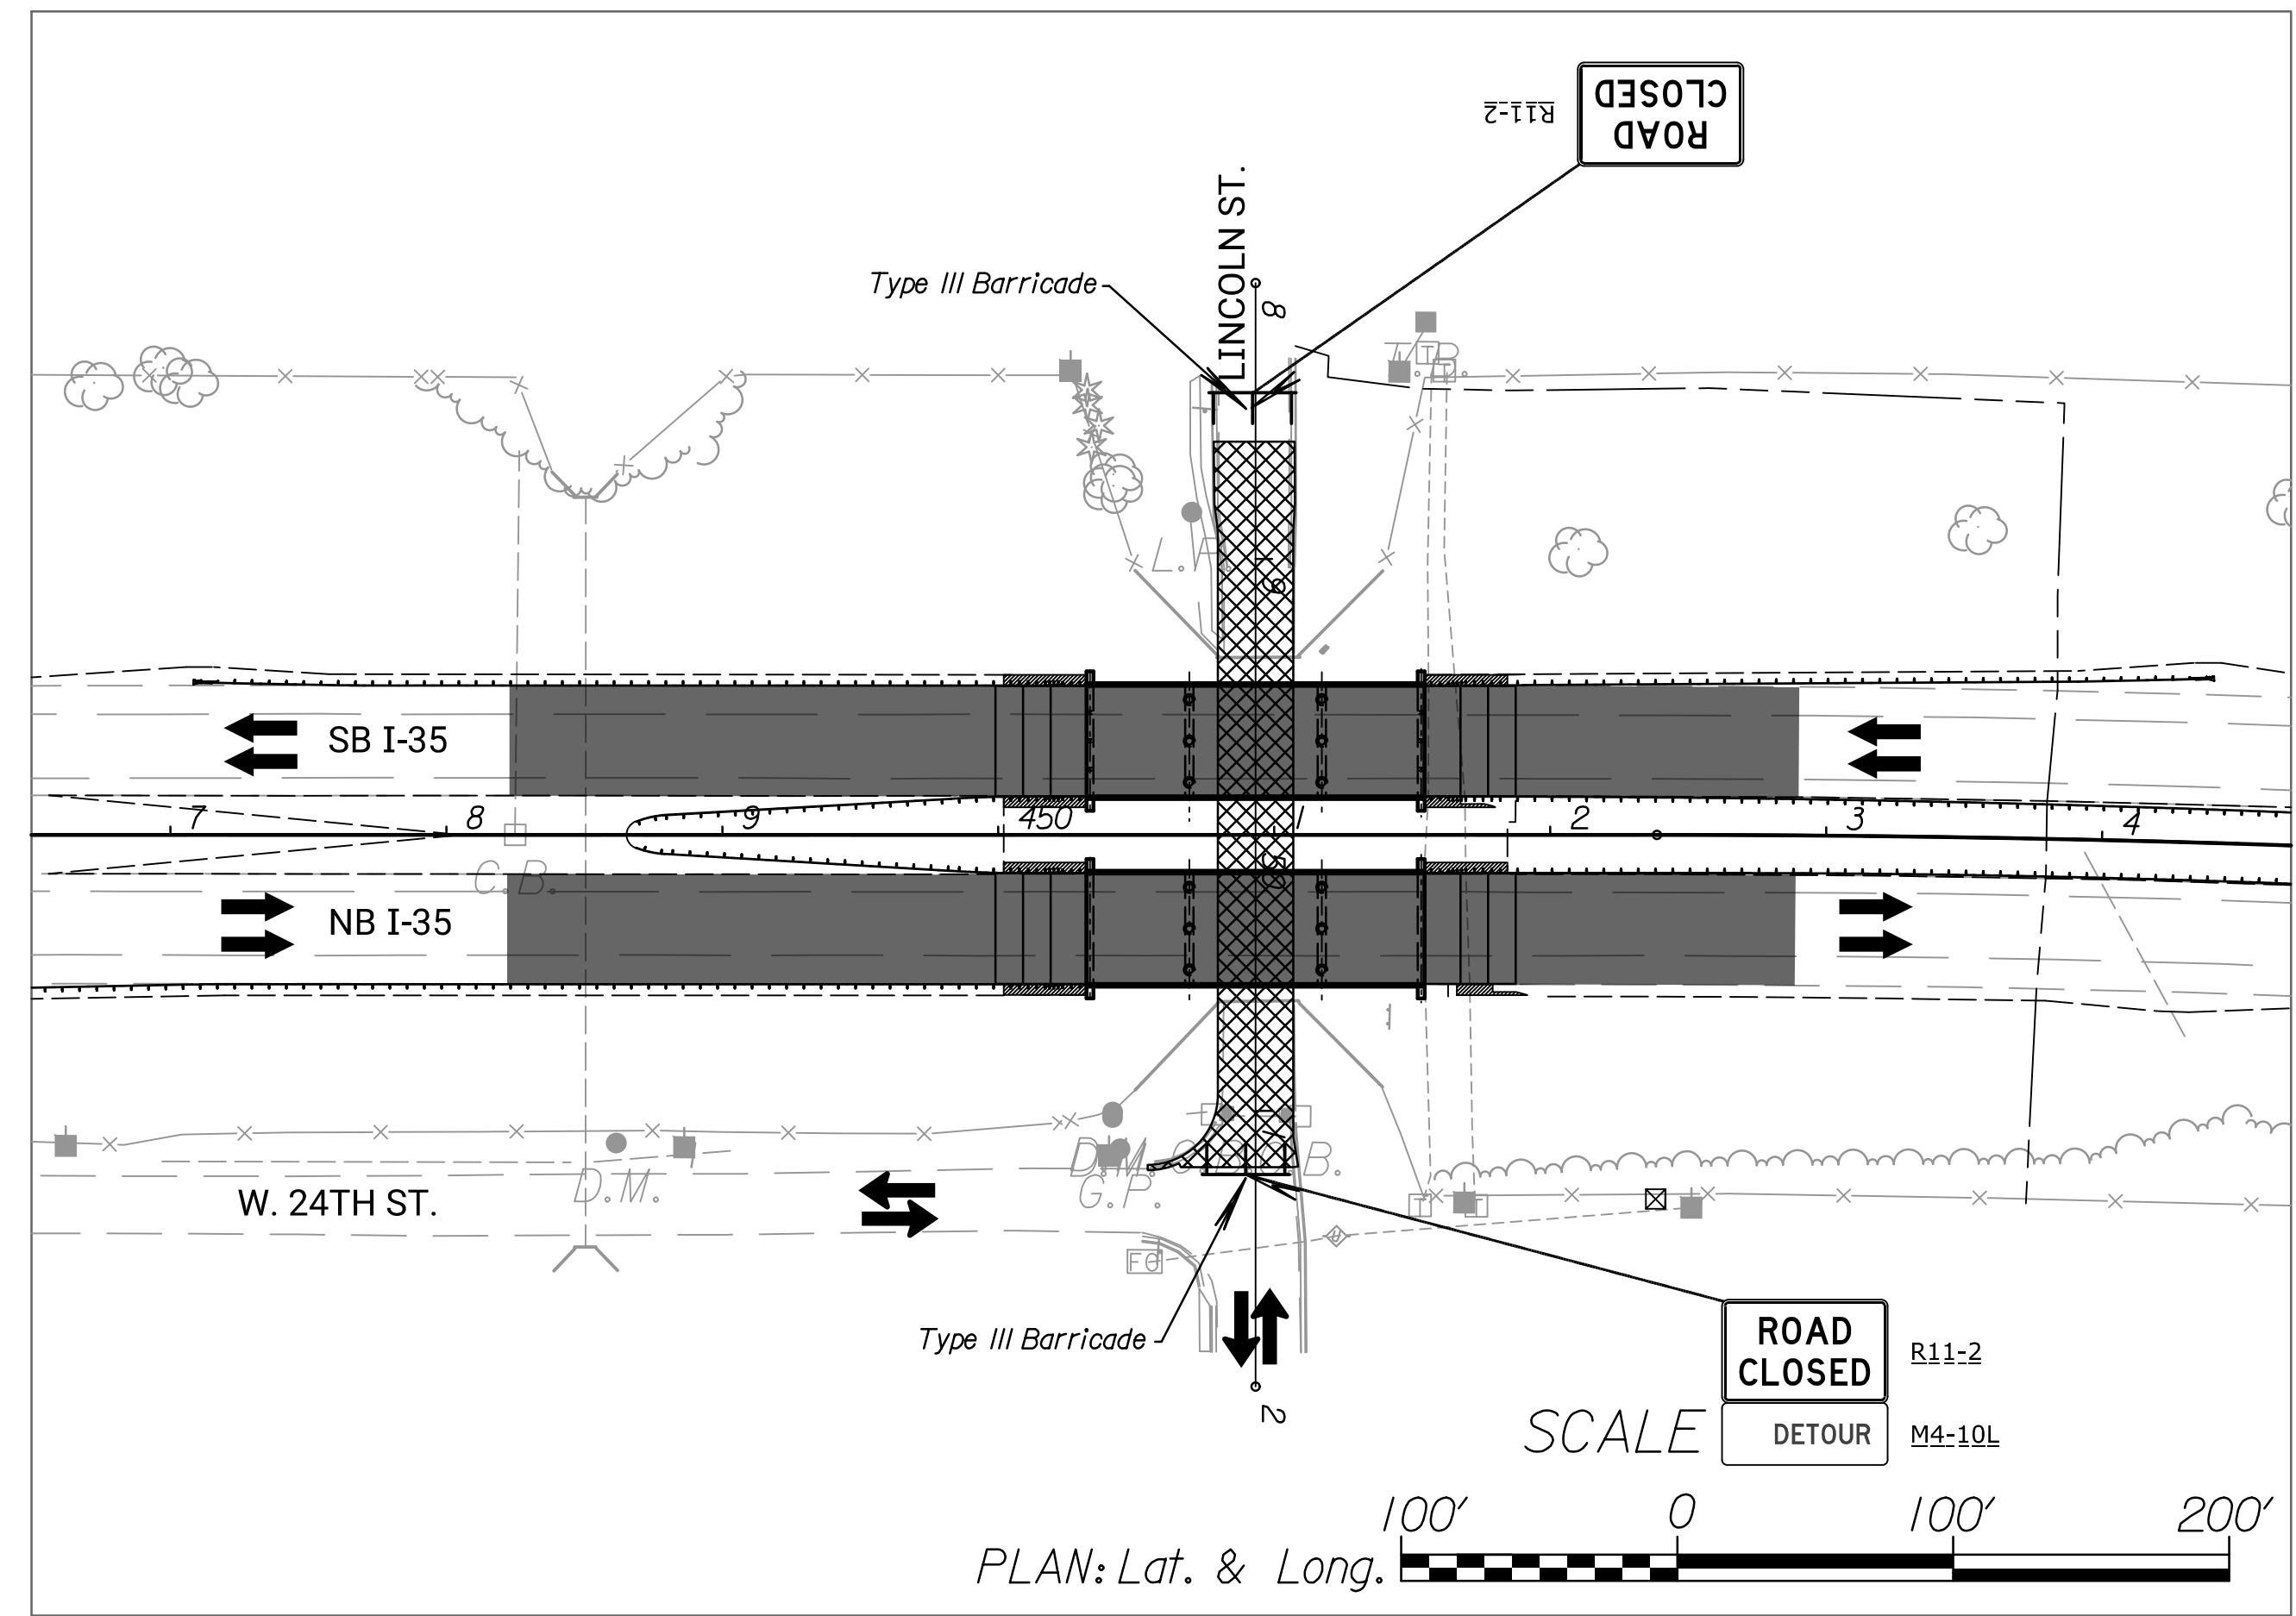 ROAD
CLOSED
R11-2
LINCOLN ST.
Type III Barricade
8
T.B.
L.P.
9
SB I-35
7
8
9
450
1
2
3
4
C.B.
NB I-35
W. 24TH ST.
D.M.
D.M.
G.P.
B.
T
T
FO
Type III Barricade
2
ROAD
CLOSED
R11-2
DETOUR
M4-10L
SCALE
100' 0 100' 200'
PLAN: Lat. & Long.